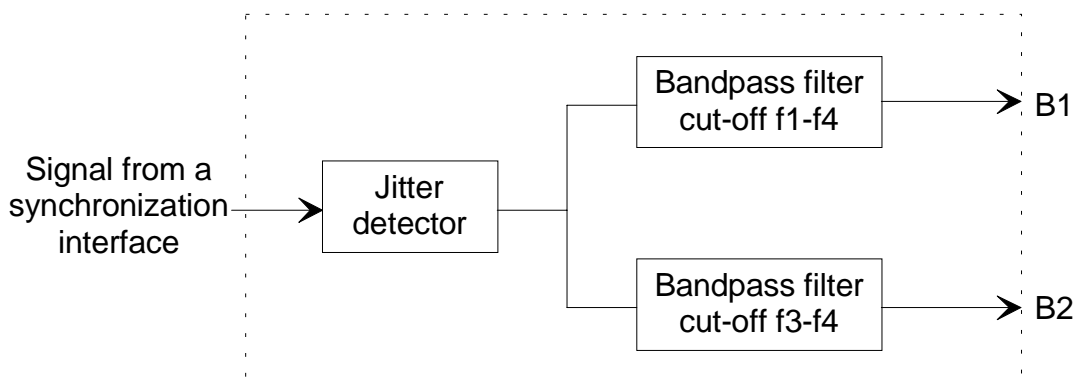 Bandpass filter
cut-off f1-f4
B1
Signal from a
synchronization
interface
Jitter
detector
Bandpass filter
cut-off f3-f4
B2